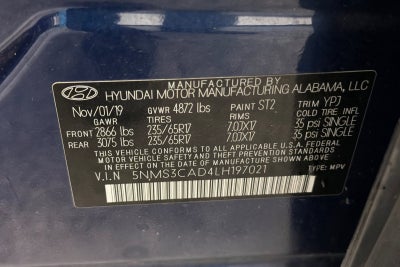 HYUNDAI MOTOR MANUFACTURING ALABAMA, LLC
Nov/01/19 GVWR 4872 lbs PAINT ST2 TRIM YPJ
GAWR TIRES RIMS COLD TIRE INFL
FRONT 2866 lbs 235/65R17 7.0JX17 35 psi SINGLE
REAR 3075 lbs 235/65R17 7.0JX17 35 psi SINGLE
THIS VEHICLE CONFORMS TO ALL APPLICABLE U.S. FEDERAL
MOTOR VEHICLE SAFETY AND THEFT PREVENTION STANDARDS
IN EFFECT ON THE DATE OF MANUFACTURE SHOWN ABOVE.
V.I.N 5NMS3CAD4LH197021 TYPE: MPV